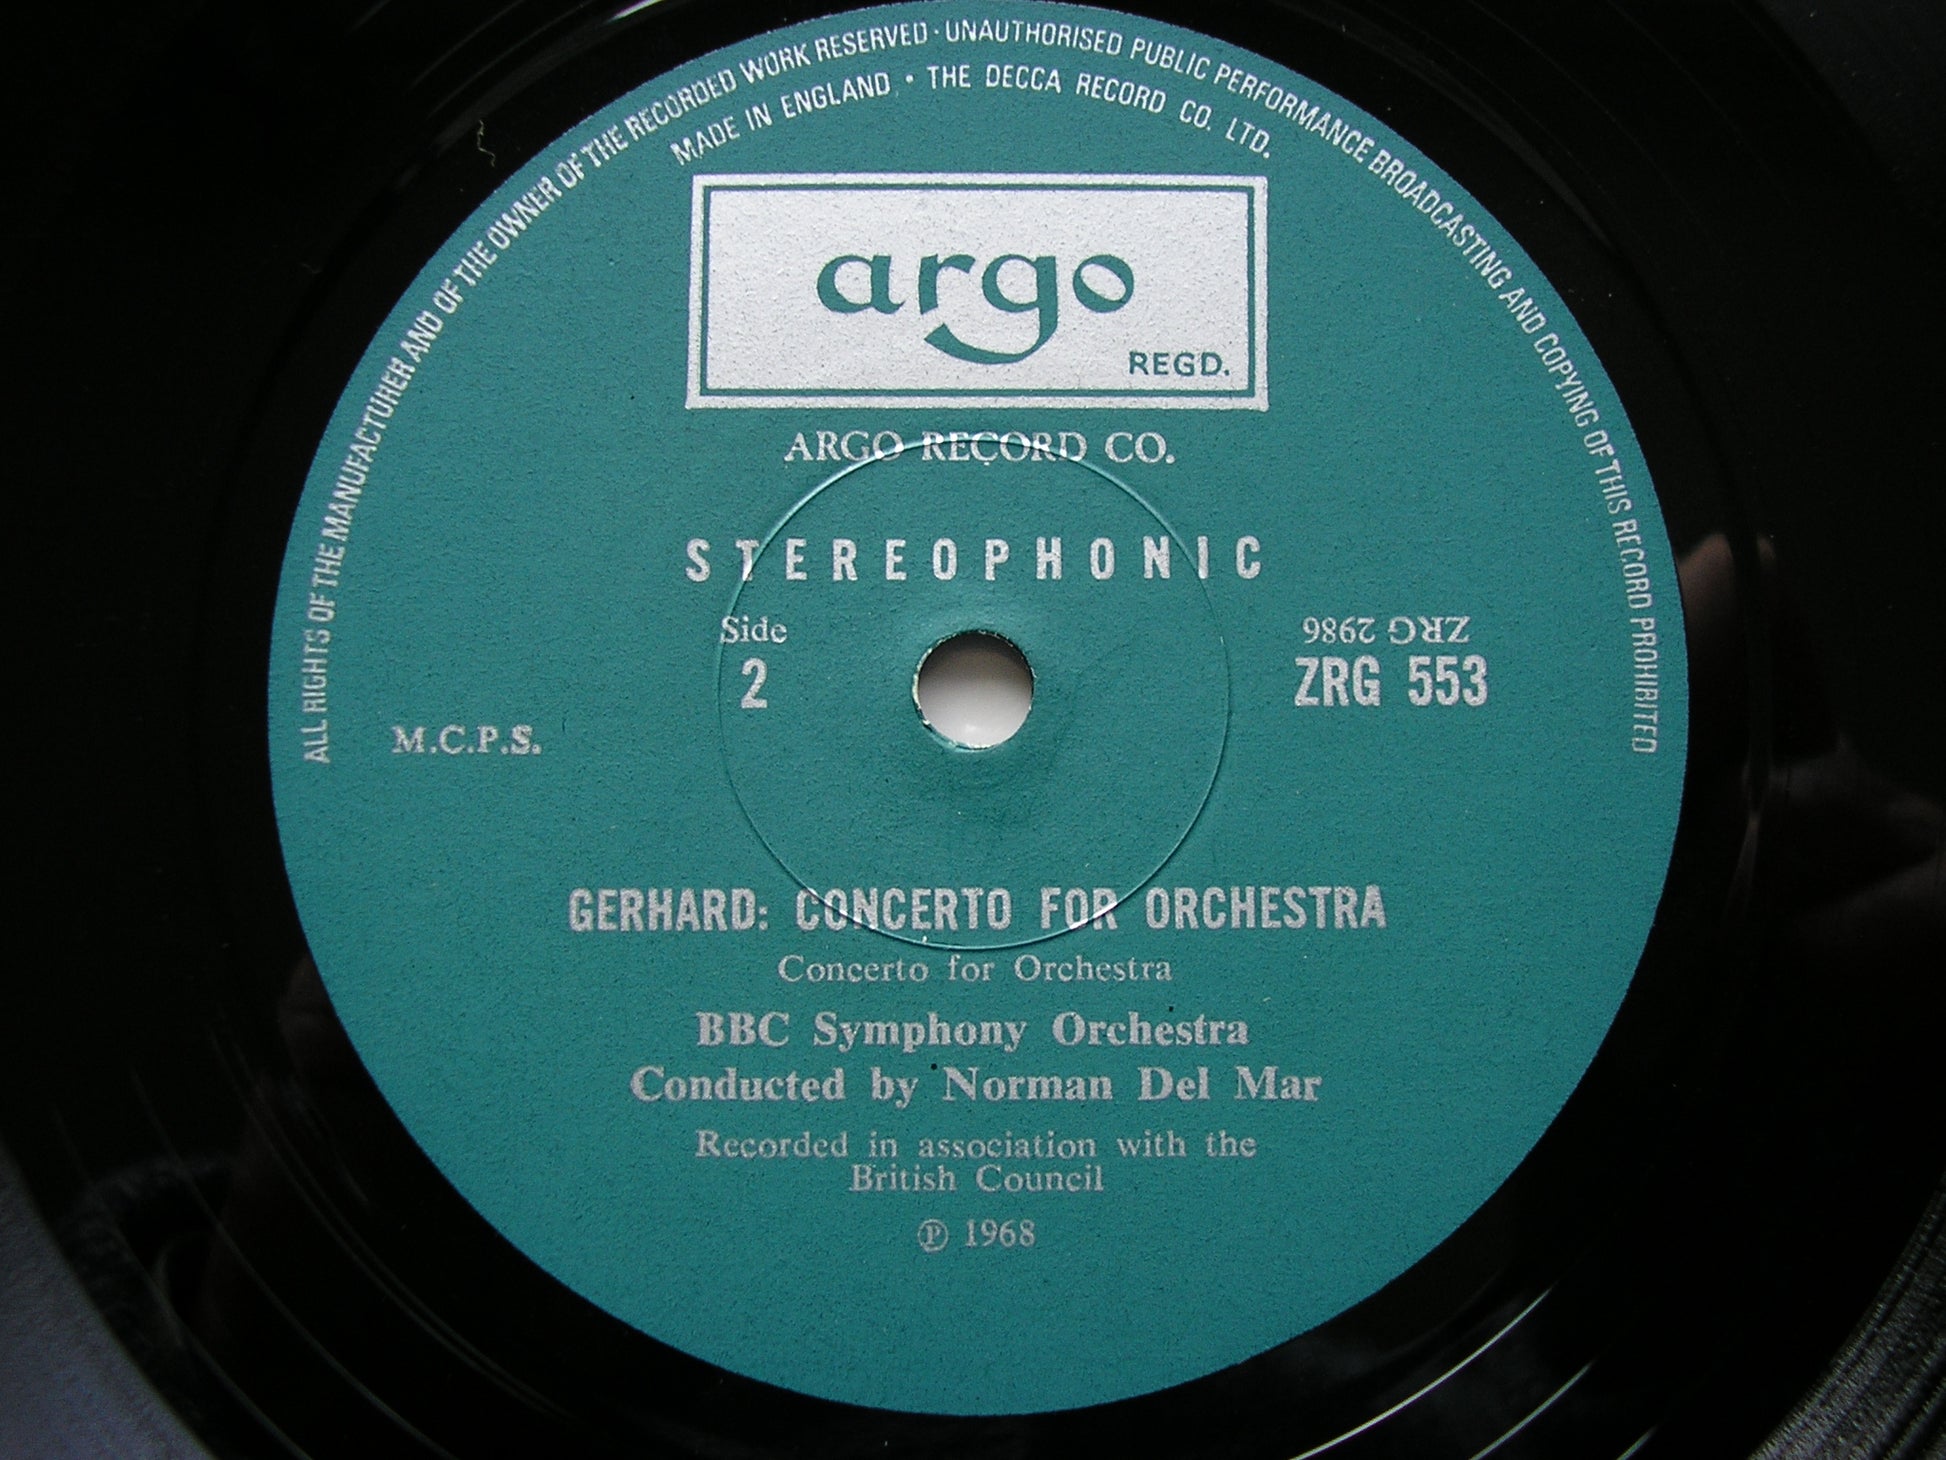 ALL RIGHTS OF THE MANUFACTURER AND OF THE OWNER OF THE RECORDED WORK RESERVED · UNAUTHORISED PUBLIC PERFORMANCE BROADCASTING AND COPYING OF THIS RECORD PROHIBITED
MADE IN ENGLAND · THE DECCA RECORD CO. LTD.
argo
REGD.
ARGO RECORD CO.
STEREOPHONIC
Side
2
ZRG 2986
ZRG 553
M.C.P.S.
GERHARD: CONCERTO FOR ORCHESTRA
Concerto for Orchestra
BBC Symphony Orchestra
Conducted by Norman Del Mar
Recorded in association with the
British Council
℗ 1968